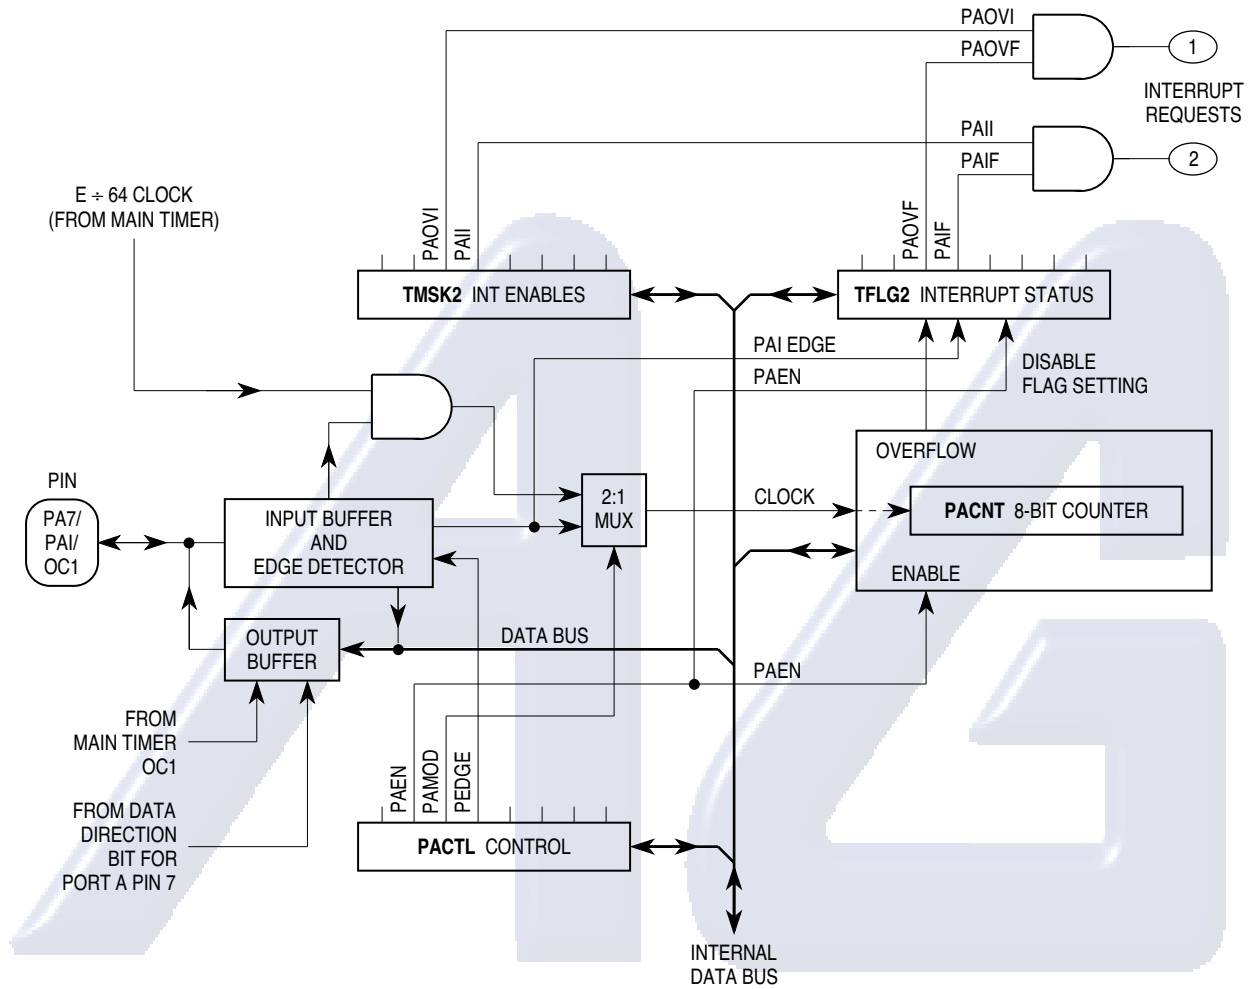 PAOVI
PAOVF
1
INTERRUPT
REQUESTS
PAII
PAIF
2
E ÷ 64 CLOCK
(FROM MAIN TIMER)
PAOVI
PAII
PAOVF
PAIF
TMSK2 INT ENABLES
TFLG2 INTERRUPT STATUS
PAI EDGE
PAEN
DISABLE
FLAG SETTING
OVERFLOW
PIN
PA7/
PAI/
OC1
INPUT BUFFER
AND
EDGE DETECTOR
2:1
MUX
CLOCK
PACNT 8-BIT COUNTER
ENABLE
OUTPUT
BUFFER
DATA BUS
PAEN
FROM
MAIN TIMER
OC1
PAEN
PAMOD
PEDGE
FROM DATA
DIRECTION
BIT FOR
PORT A PIN 7
PACTL CONTROL
INTERNAL
DATA BUS